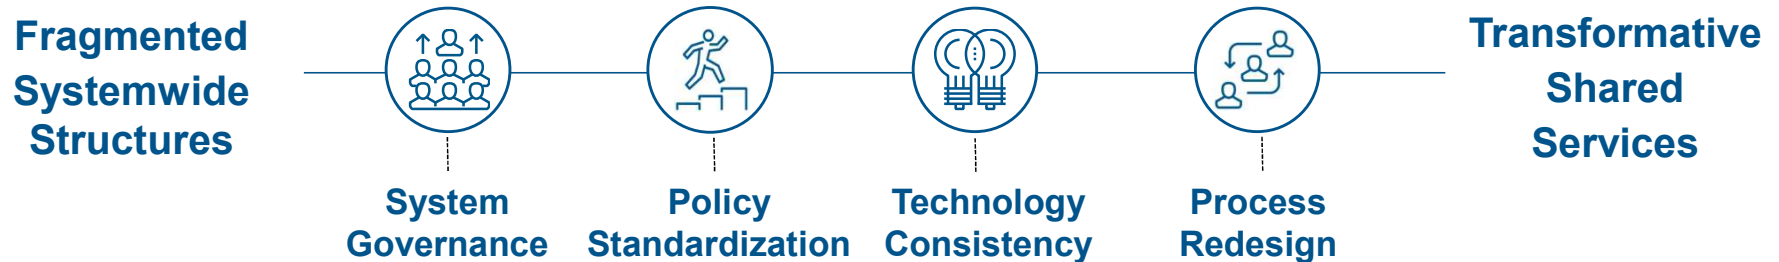 Fragmented
Systemwide
Structures
System
Governance
Policy
Standardization
Technology
Consistency
Process
Redesign
Transformative
Shared
Services